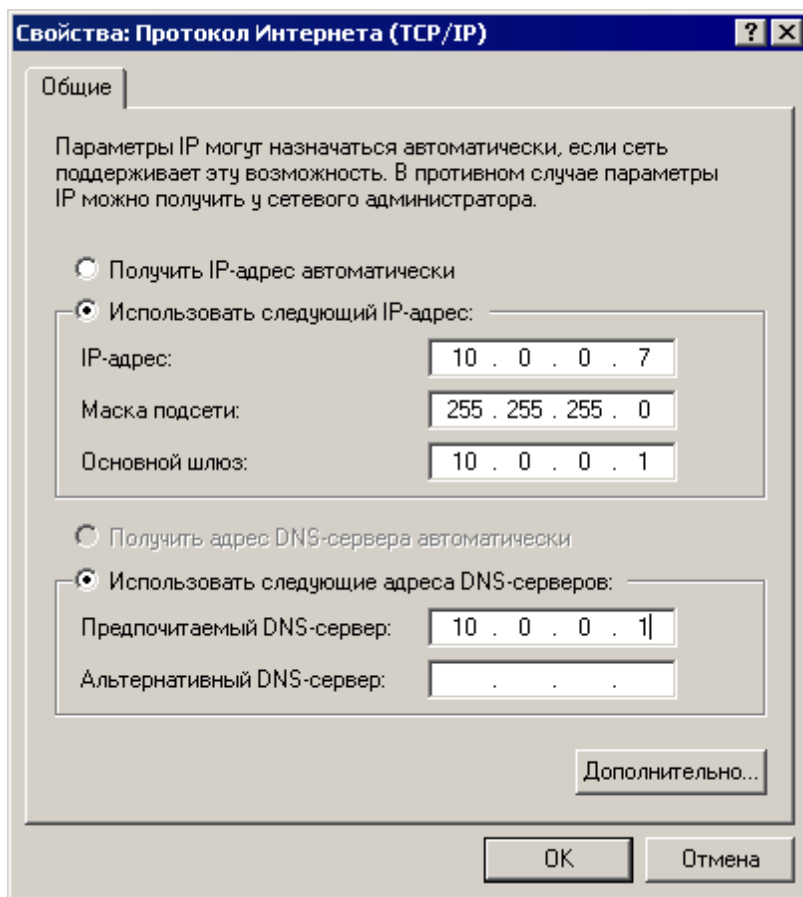 Свойства: Протокол Интернета (TCP/IP)
Общие
Параметры IP могут назначаться автоматически, если сеть
поддерживает эту возможность. В противном случае параметры
IP можно получить у сетевого администратора.
Получить IP-адрес автоматически
Использовать следующий IP-адрес:
IP-адрес: 10 . 0 . 0 . 7
Маска подсети: 255 . 255 . 255 . 0
Основной шлюз: 10 . 0 . 0 . 1
Получить адрес DNS-сервера автоматически
Использовать следующие адреса DNS-серверов:
Предпочитаемый DNS-сервер: 10 . 0 . 0 . 1
Альтернативный DNS-сервер: . . .
Дополнительно...
OK Отмена